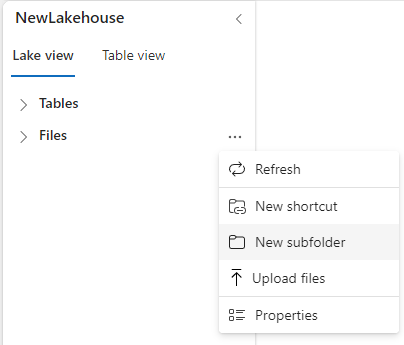 NewLakehouse
Lake view Table view
Tables
Files ...
Refresh
New shortcut
New subfolder
Upload files
Properties